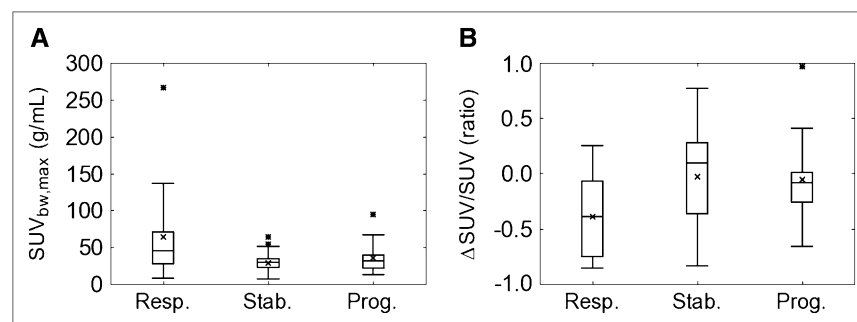 A
SUVbw,max (g/mL)
300
250
200
150
100
50
0
Resp. Stab. Prog.
B
ΔSUV/SUV (ratio)
1.0
0.5
0.0
-0.5
-1.0
Resp. Stab. Prog.